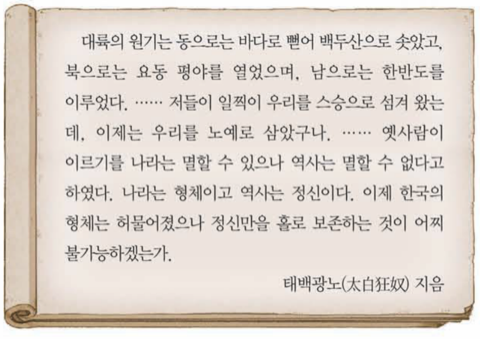 대륙의 원기는 동으로는 바다로 뻗어 백두산으로 솟았고,
북으로는 요동 평야를 열었으며, 남으로는 한반도를
이루었다. …… 저들이 일찍이 우리를 스승으로 섬겨 왔는
데, 이제는 우리를 노예로 삼았구나. …… 옛사람이
이르기를 나라는 멸할 수 있으나 역사는 멸할 수 없다고
하였다. 나라는 형체이고 역사는 정신이다. 이제 한국의
형체는 허물어졌으나 정신만을 홀로 보존하는 것이 어찌
불가능하겠는가.
태백광노(太白狂奴) 지음